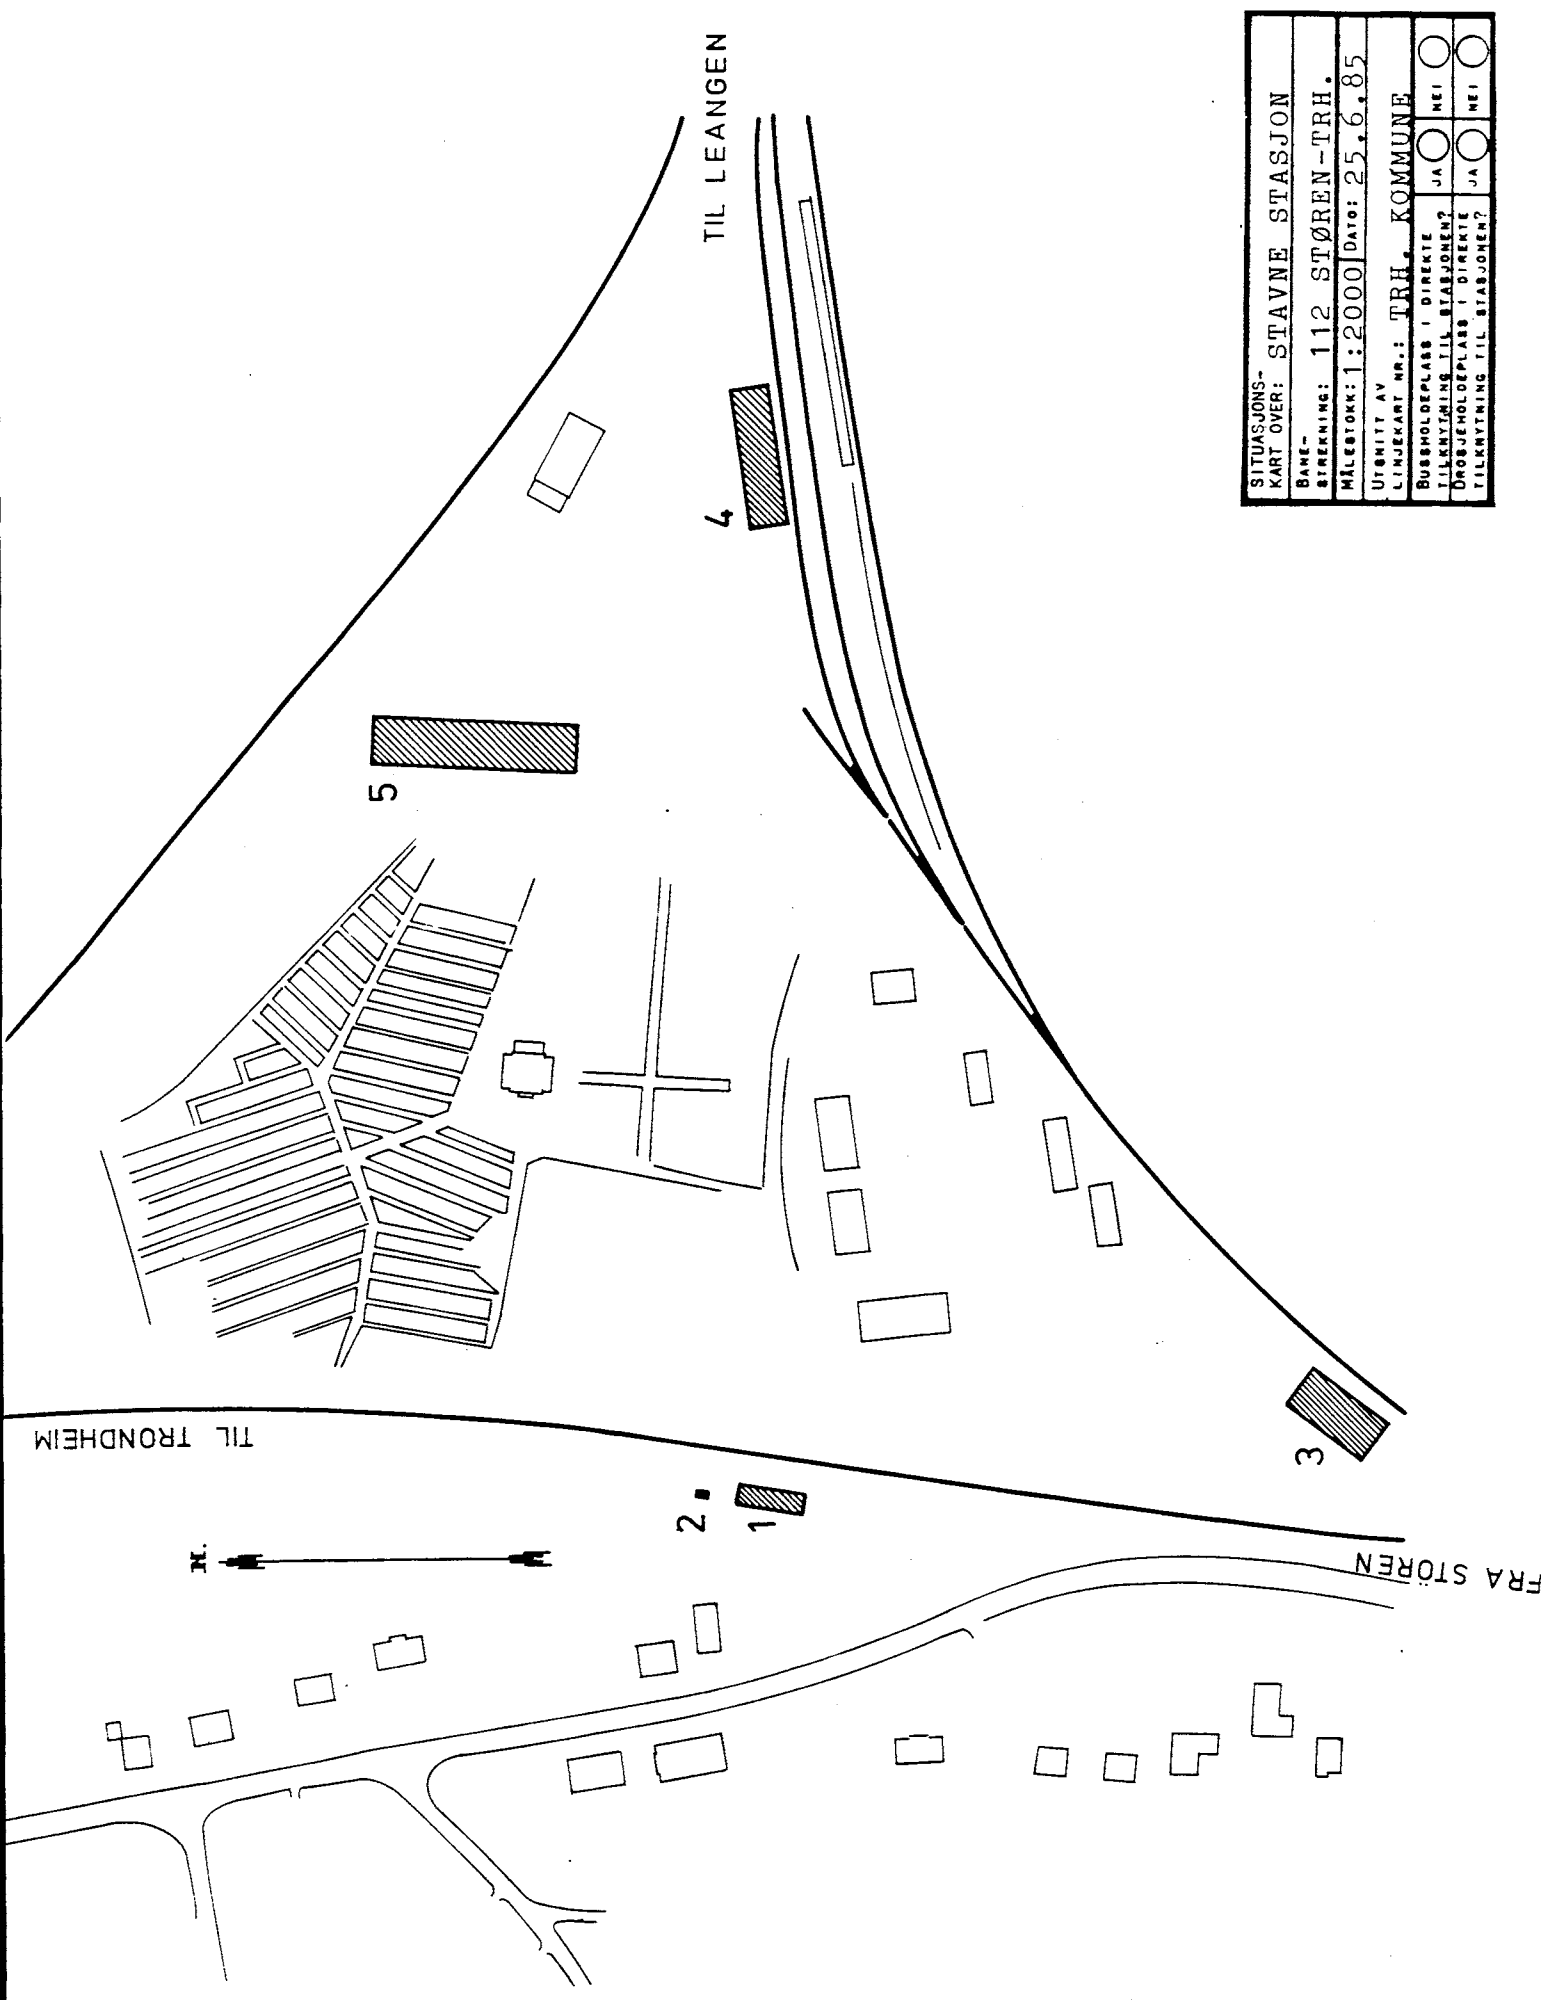 SITUASJONS-
KART OVER: STAVNE STASJON
BANE-
STREKNING: 112 STØREN-TRH.
MÅLESTOKK: 1:2000 DATO: 25.6.85
UTSNITT AV
LINJEKART NR.: TRH. KOMMUNE
BUSSHOLDEPLASS I DIREKTE
TILKNYTNING TIL STASJONEN? JA NEI
DROSJEHOLDEPLASS I DIREKTE
TILKNYTNING TIL STASJONEN? JA NEI
TIL LEANGEN
4
5
TIL TRONDHEIM
N.
2
1
3
FRA STÖREN